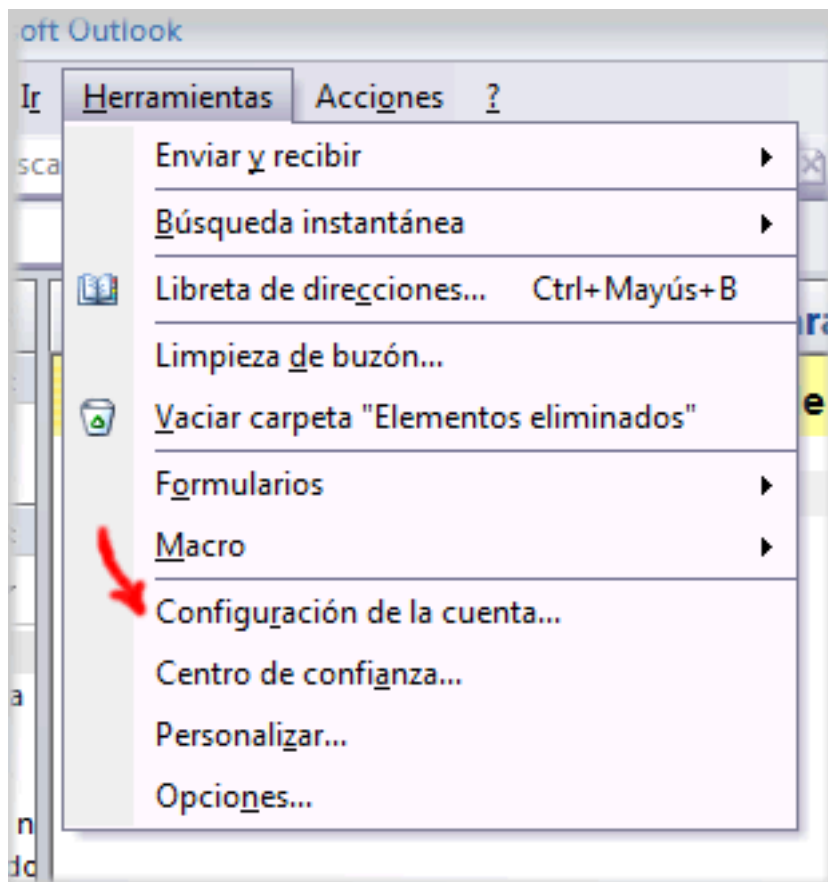 oft Outlook
Ir Herramientas Acciones ?
sca
Enviar y recibir
Búsqueda instantánea
Libreta de direcciones... Ctrl+Mayús+B
Limpieza de buzón...
Vaciar carpeta "Elementos eliminados"
Formularios
Macro
Configuración de la cuenta...
Centro de confianza...
Personalizar...
Opciones...